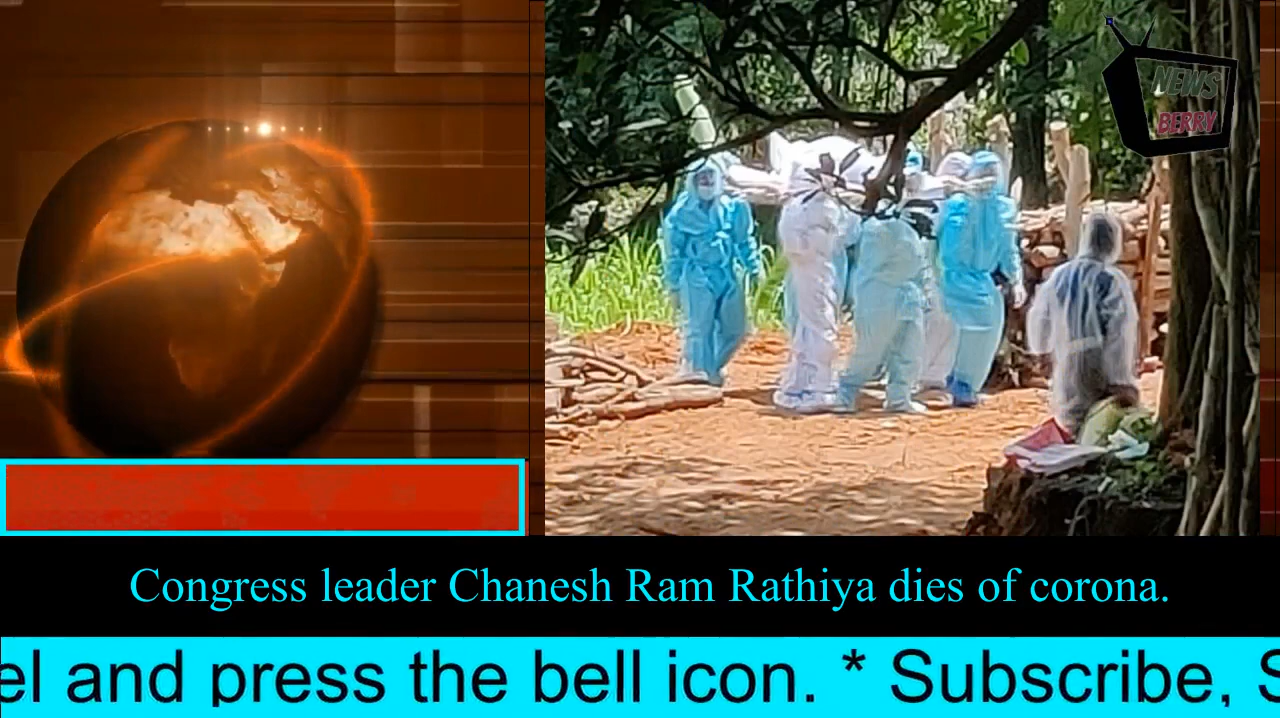 NEWS
BERRY
Congress leader Chanesh Ram Rathiya dies of corona.
el and press the bell icon. * Subscribe, S